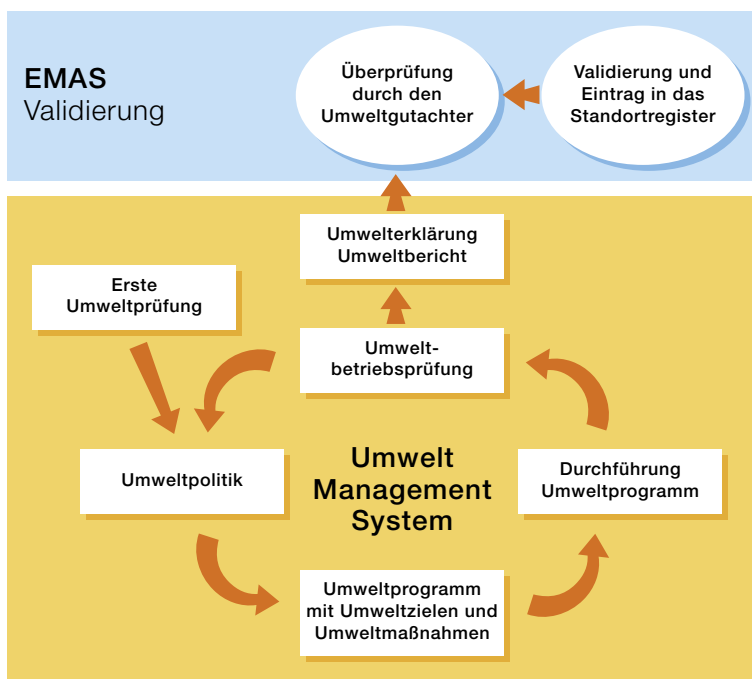 EMAS
Validierung
Überprüfung
durch den
Umweltgutachter
Validierung und
Eintrag in das
Standortregister
Umwelterklärung
Umweltbericht
Erste
Umweltprüfung
Umwelt-
betriebsprüfung
Umweltpolitik
Umwelt
Management
System
Durchführung
Umweltprogramm
Umweltprogramm
mit Umweltzielen und
Umweltmaßnahmen